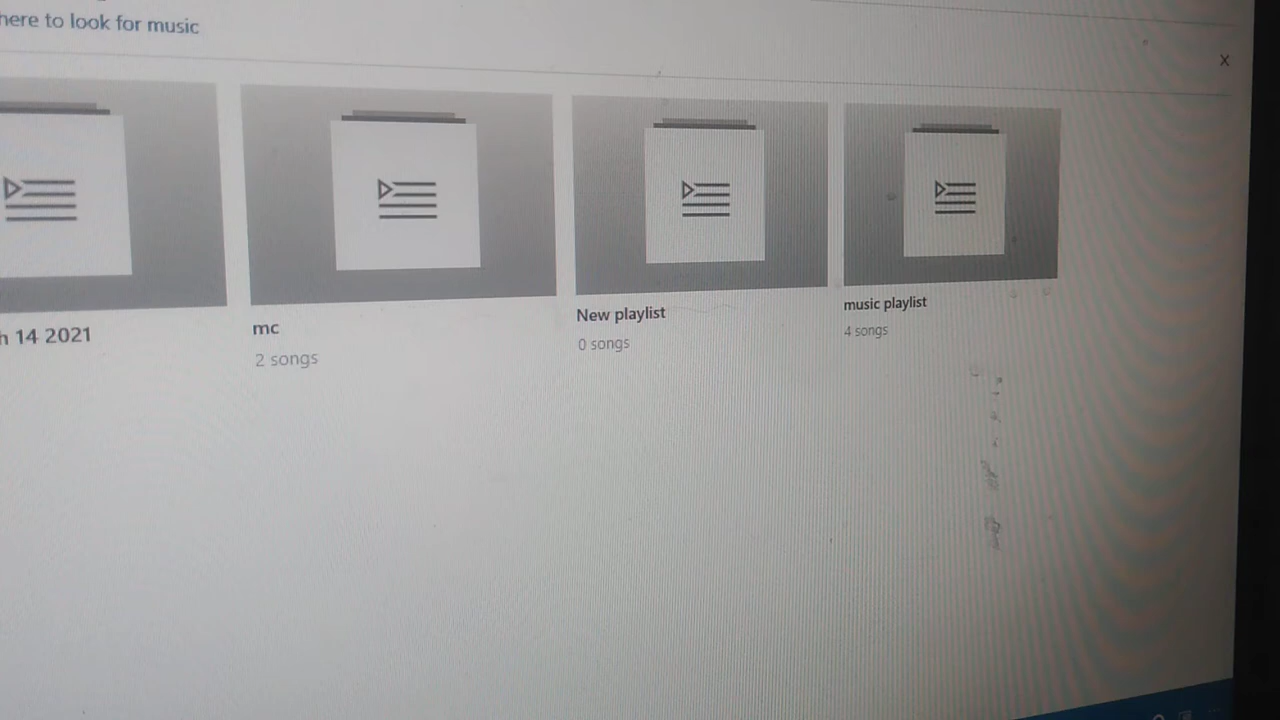 here to look for music
X
h 14 2021
mc
2 songs
New playlist
0 songs
music playlist
4 songs